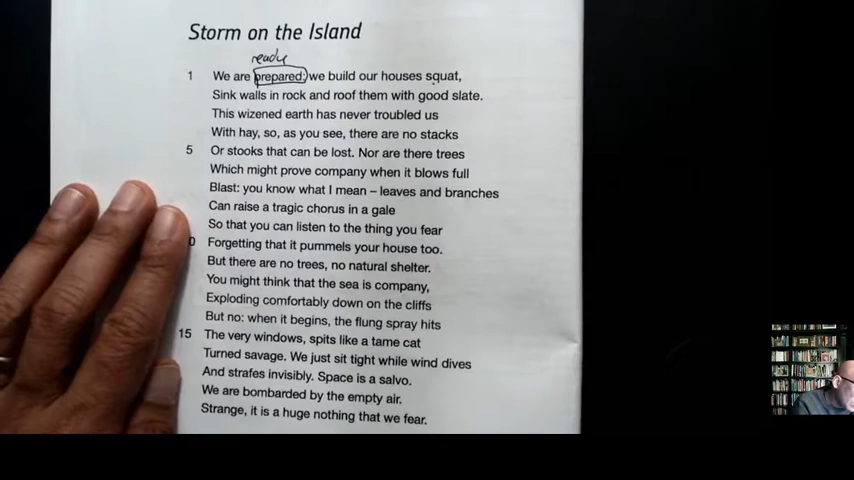 Storm on the Island
ready
1 We are prepared: we build our houses squat,
Sink walls in rock and roof them with good slate.
This wizened earth has never troubled us
With hay, so, as you see, there are no stacks
5 Or stooks that can be lost. Nor are there trees
Which might prove company when it blows full
Blast: you know what I mean – leaves and branches
Can raise a tragic chorus in a gale
So that you can listen to the thing you fear
0 Forgetting that it pummels your house too.
But there are no trees, no natural shelter.
You might think that the sea is company,
Exploding comfortably down on the cliffs
But no: when it begins, the flung spray hits
15 The very windows, spits like a tame cat
Turned savage. We just sit tight while wind dives
And strafes invisibly. Space is a salvo.
We are bombarded by the empty air.
Strange, it is a huge nothing that we fear.